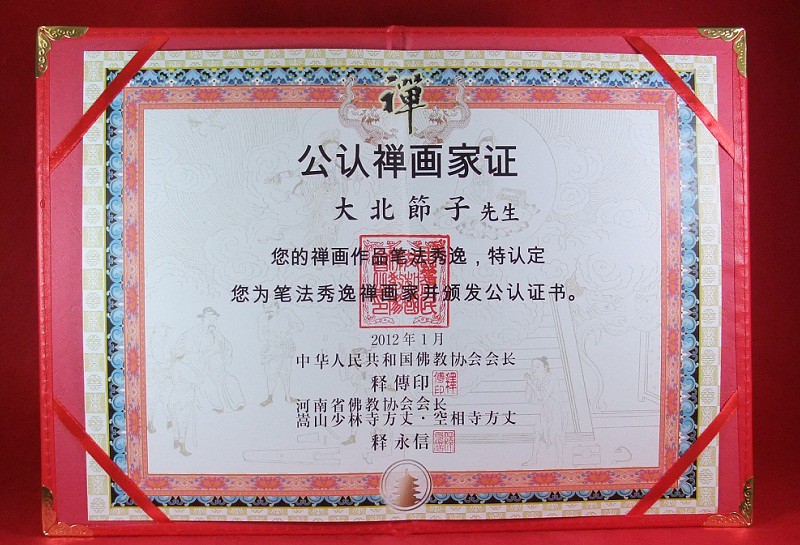 禅
公认禅画家证
大北節子 先生
您的禅画作品笔法秀逸，特认定
您为笔法秀逸禅画家并颁发公认证书。
2012年1月
中华人民共和国佛教协会会长
释 傳印
河南省佛教协会会长
嵩山少林寺方丈·空相寺方丈
释 永信